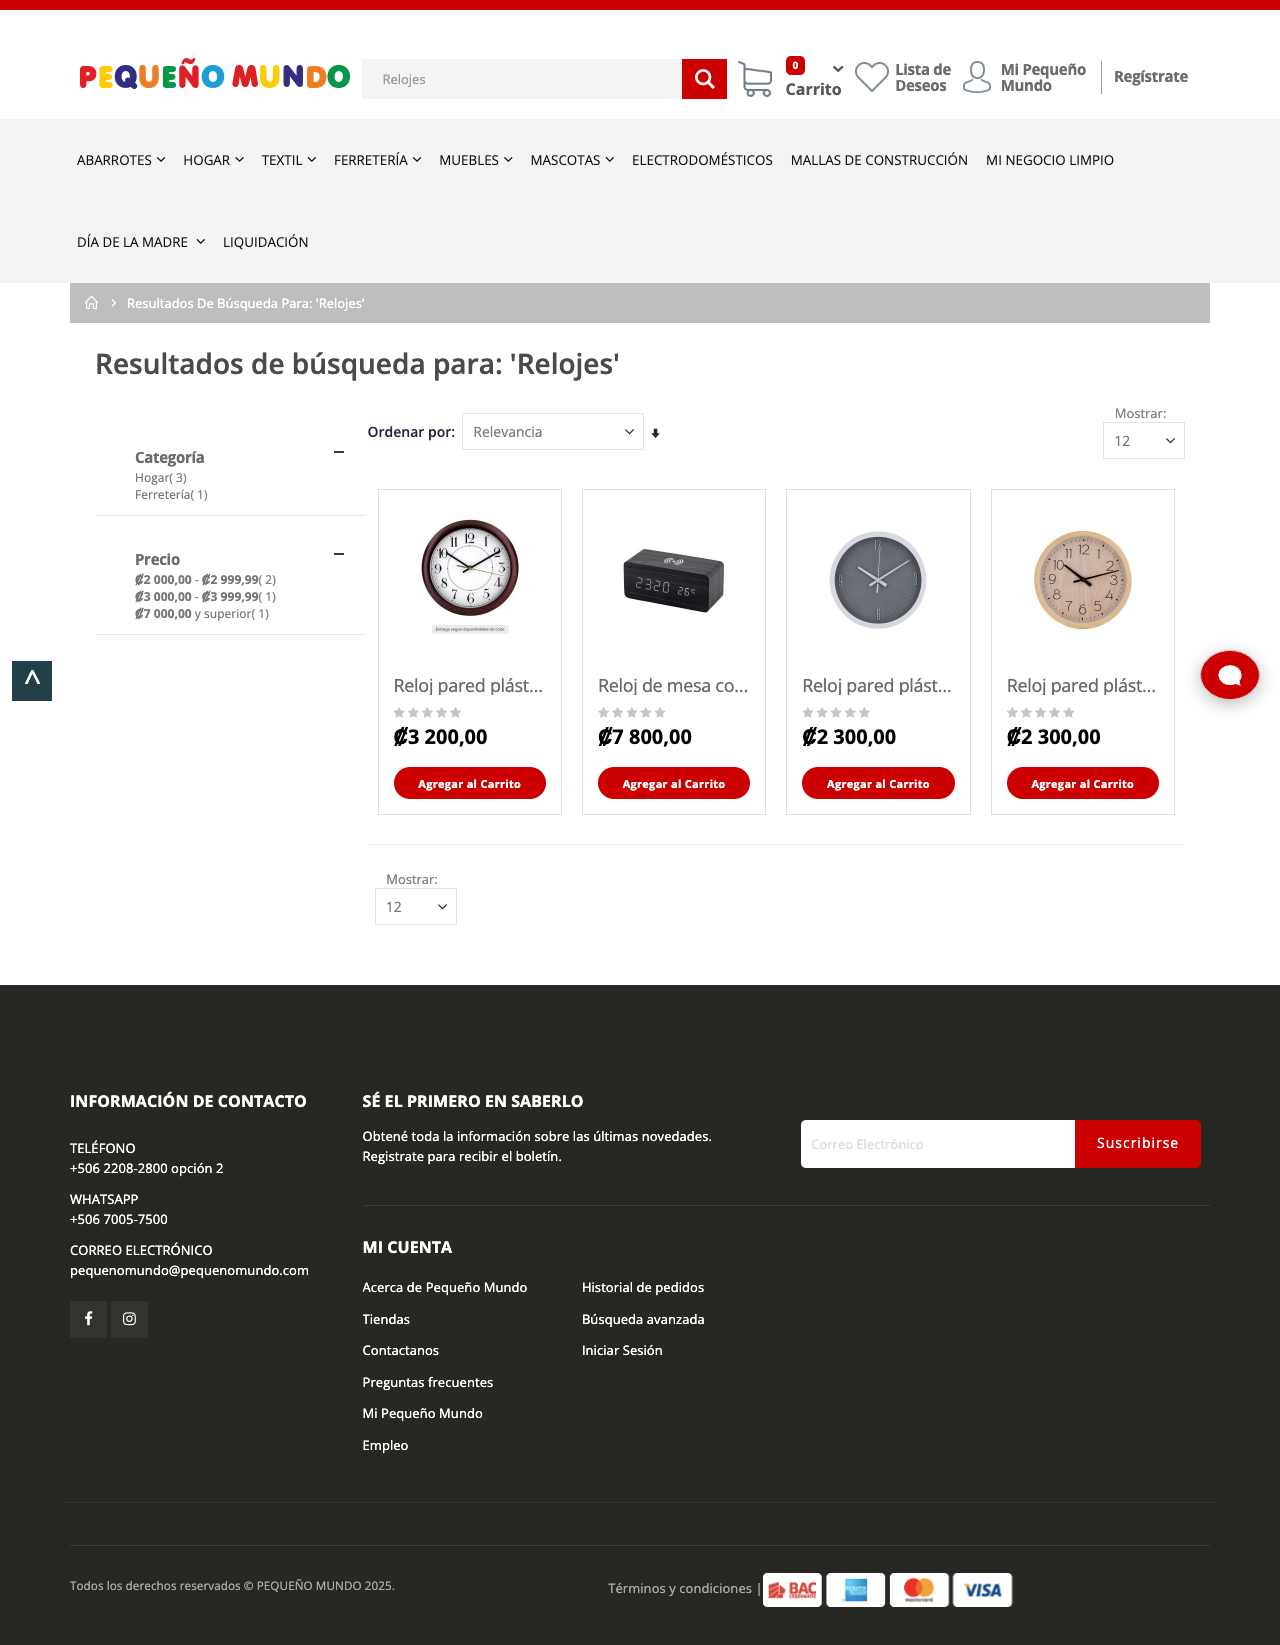 PEQUEÑO MUNDO
Relojes
0
Carrito
Lista de
Deseos
Mi Pequeño
Mundo
Regístrate
ABARROTES
HOGAR
TEXTIL
FERRETERÍA
MUEBLES
MASCOTAS
ELECTRODOMÉSTICOS
MALLAS DE CONSTRUCCIÓN
MI NEGOCIO LIMPIO
DÍA DE LA MADRE
LIQUIDACIÓN
Resultados De Búsqueda Para: 'Relojes'
Resultados de búsqueda para: 'Relojes'
Categoría
Hogar( 3)
Ferretería( 1)
Precio
₡2 000,00 - ₡2 999,99( 2)
₡3 000,00 - ₡3 999,99( 1)
₡7 000,00 y superior( 1)
Ordenar por:
Relevancia
Mostrar:
12
Entrega según disponibilidad de color.
Reloj pared plást...
₡3 200,00
Agregar al Carrito
23:20 26°c
Reloj de mesa co...
₡7 800,00
Agregar al Carrito
Reloj pared plást...
₡2 300,00
Agregar al Carrito
Reloj pared plást...
₡2 300,00
Agregar al Carrito
Mostrar:
12
INFORMACIÓN DE CONTACTO
TELÉFONO
+506 2208-2800 opción 2
WHATSAPP
+506 7005-7500
CORREO ELECTRÓNICO
pequenomundo@pequenomundo.com
SÉ EL PRIMERO EN SABERLO
Obtené toda la información sobre las últimas novedades.
Registrate para recibir el boletín.
Correo Electrónico
Suscribirse
MI CUENTA
Acerca de Pequeño Mundo
Tiendas
Contactanos
Preguntas frecuentes
Mi Pequeño Mundo
Empleo
Historial de pedidos
Búsqueda avanzada
Iniciar Sesión
Todos los derechos reservados © PEQUEÑO MUNDO 2025.
Términos y condiciones |
BAC
mastercard
VISA